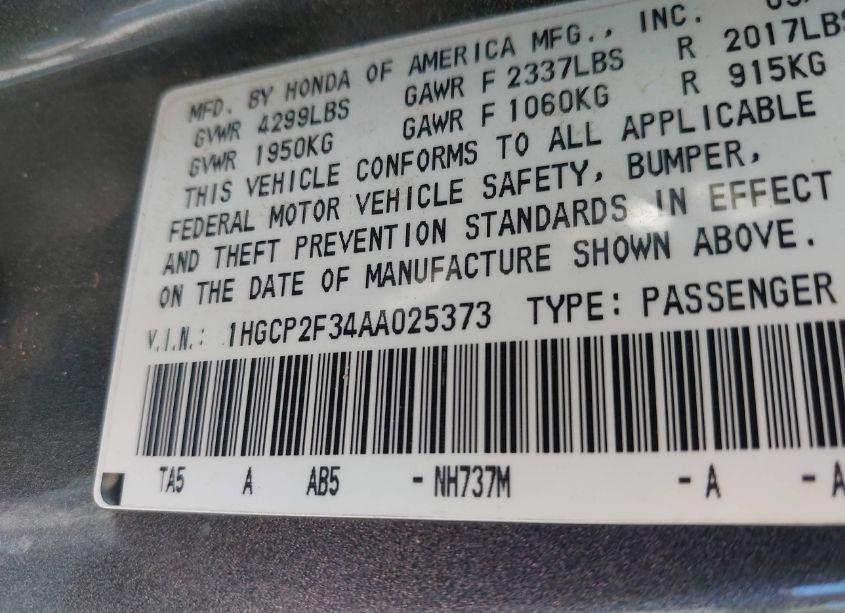 MFD. BY HONDA OF AMERICA MFG., INC.
GVWR 4299LBS GAWR F 2337LBS R 2017LBS
GVWR 1950KG GAWR F 1060KG R 915KG
THIS VEHICLE CONFORMS TO ALL APPLICABLE
FEDERAL MOTOR VEHICLE SAFETY, BUMPER,
AND THEFT PREVENTION STANDARDS IN EFFECT
ON THE DATE OF MANUFACTURE SHOWN ABOVE.
V.I.N.: 1HGCP2F34AA025373 TYPE: PASSENGER
TA5 A AB5 - NH737M - A - A